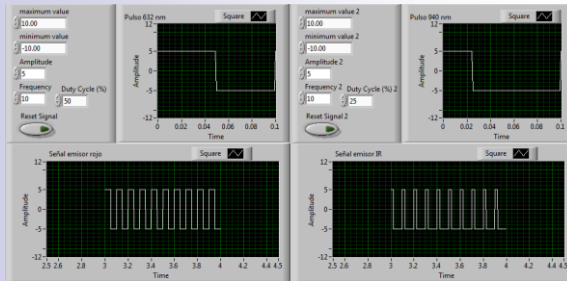 maximum value
10.00
minimum value
-10.00
Amplitude
5
Frequency
10
Duty Cycle (%)
50
Reset Signal
Pulso 632 nm
Square
Amplitude
12
5
0
-5
-12
0 0.02 0.04 0.06 0.08 0.1
Time
maximum value 2
10.00
minimum value 2
-10.00
Amplitude 2
5
Frequency 2
10
Duty Cycle (%) 2
25
Reset Signal 2
Pulso 940 nm
Square
Amplitude
12
5
0
-5
-12
0 0.02 0.04 0.06 0.08 0.1
Time
Señal emisor rojo
Square
Amplitude
12
5
0
-5
-12
2.5 2.6 2.8 3 3.2 3.4 3.6 3.8 4 4.2 4.4 4.5
Time
Señal emisor IR
Square
Amplitude
12
5
0
-5
-12
2.5 2.6 2.8 3 3.2 3.4 3.6 3.8 4 4.2 4.4 4.5
Time